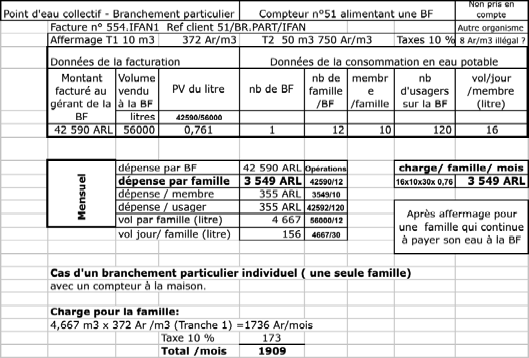 Point d'eau collectif - Branchement particulier Compteur n°51 alimentant une BF Non pris en compte
Facture n° 554.IFAN1 Ref client 51/BR.PART/IFAN Autre organisme
Affermage T1 10 m3 372 Ar/m3 T2 50 m3 750 Ar/m3 Taxes 10 % 8 Ar/m3 illégal ?
Données de la facturation Données de la consommation en eau potable
Montant facturé au gérant de la BF Volume vendu à la BF litres PV du litre 42590/56000 nb de BF nb de famille /BF membr e /famille nb d'usagers sur la BF vol/jour /membre (litre)
42 590 ARL 56000 0,761 1 12 10 120 16
Mensuel
dépense par BF 42 590 ARL Opérations
dépense par famille 3 549 ARL 42590/12
dépense / membre 355 ARL 3549/10
dépense / usager 355 ARL 42592/120
vol par famille (litre) 4 667 56000/12
vol jour/ famille (litre) 156 4667/30
charge/ famille/ mois
16x10x30x 0,76 3 549 ARL
Après affermage pour
une famille qui continue
à payer son eau à la BF
Cas d'un branchement particulier individuel ( une seule famille)
avec un compteur à la maison.
Charge pour la famille:
4,667 m3 x 372 Ar /m3 (Tranche 1) =1736 Ar/mois
Taxe 10 % 173
Total /mois 1909